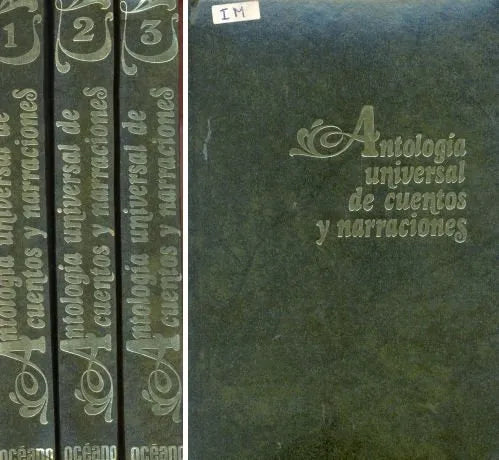 1
Antología universal de
cuentos y narraciones
océano
2
Antología universal de
cuentos y narraciones
océano
3
Antología universal de
cuentos y narraciones
océano
IM
Antología
universal
de cuentos
y narraciones